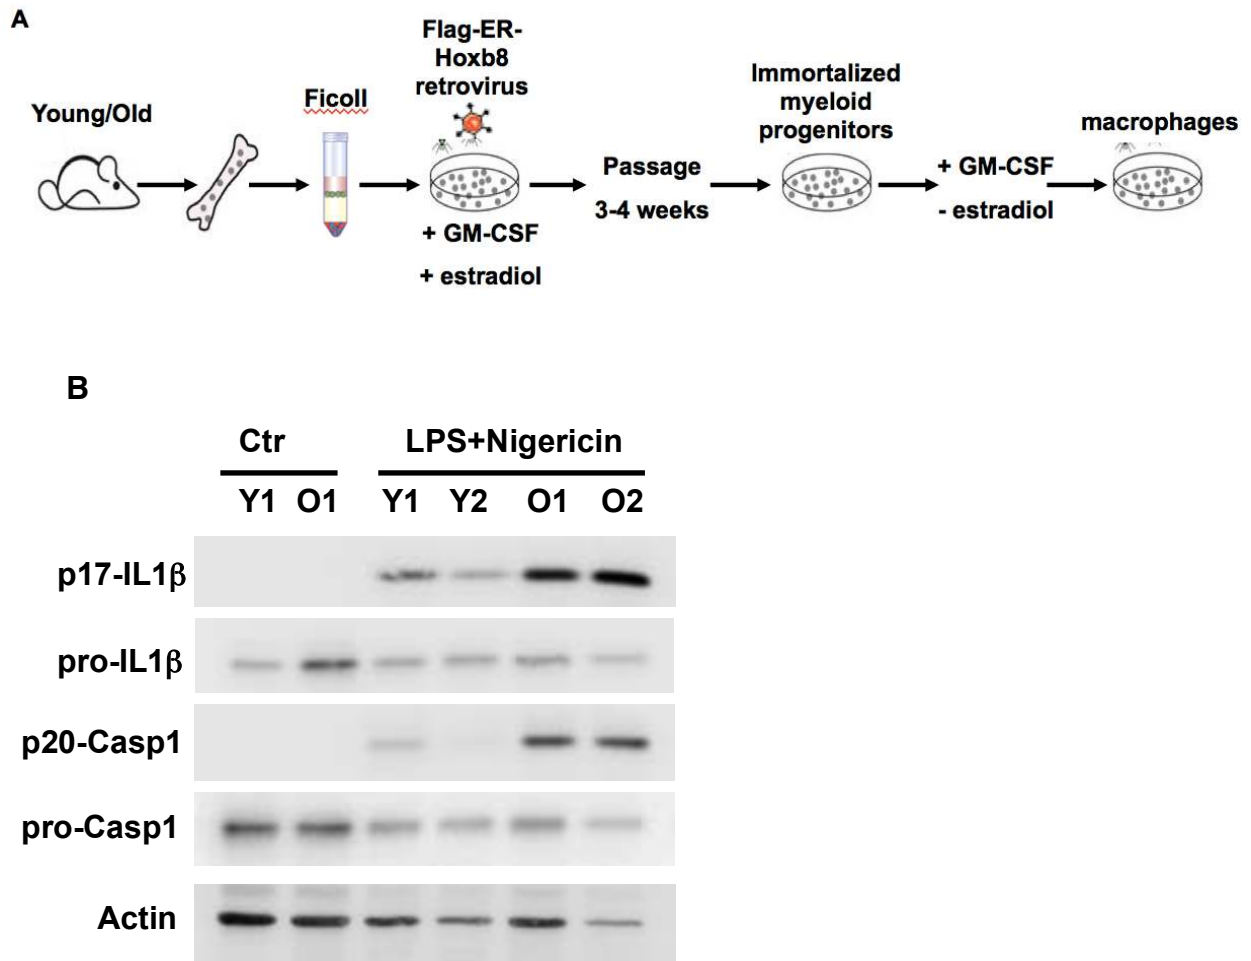 A
Young/Old
Ficoll
Flag-ER-
Hoxb8
retrovirus
+ GM-CSF
+ estradiol
Passage
3-4 weeks
Immortalized
myeloid
progenitors
+ GM-CSF
- estradiol
macrophages
B
Ctr LPS+Nigericin
Y1 O1 Y1 Y2 O1 O2
p17-IL1β
pro-IL1β
p20-Casp1
pro-Casp1
Actin